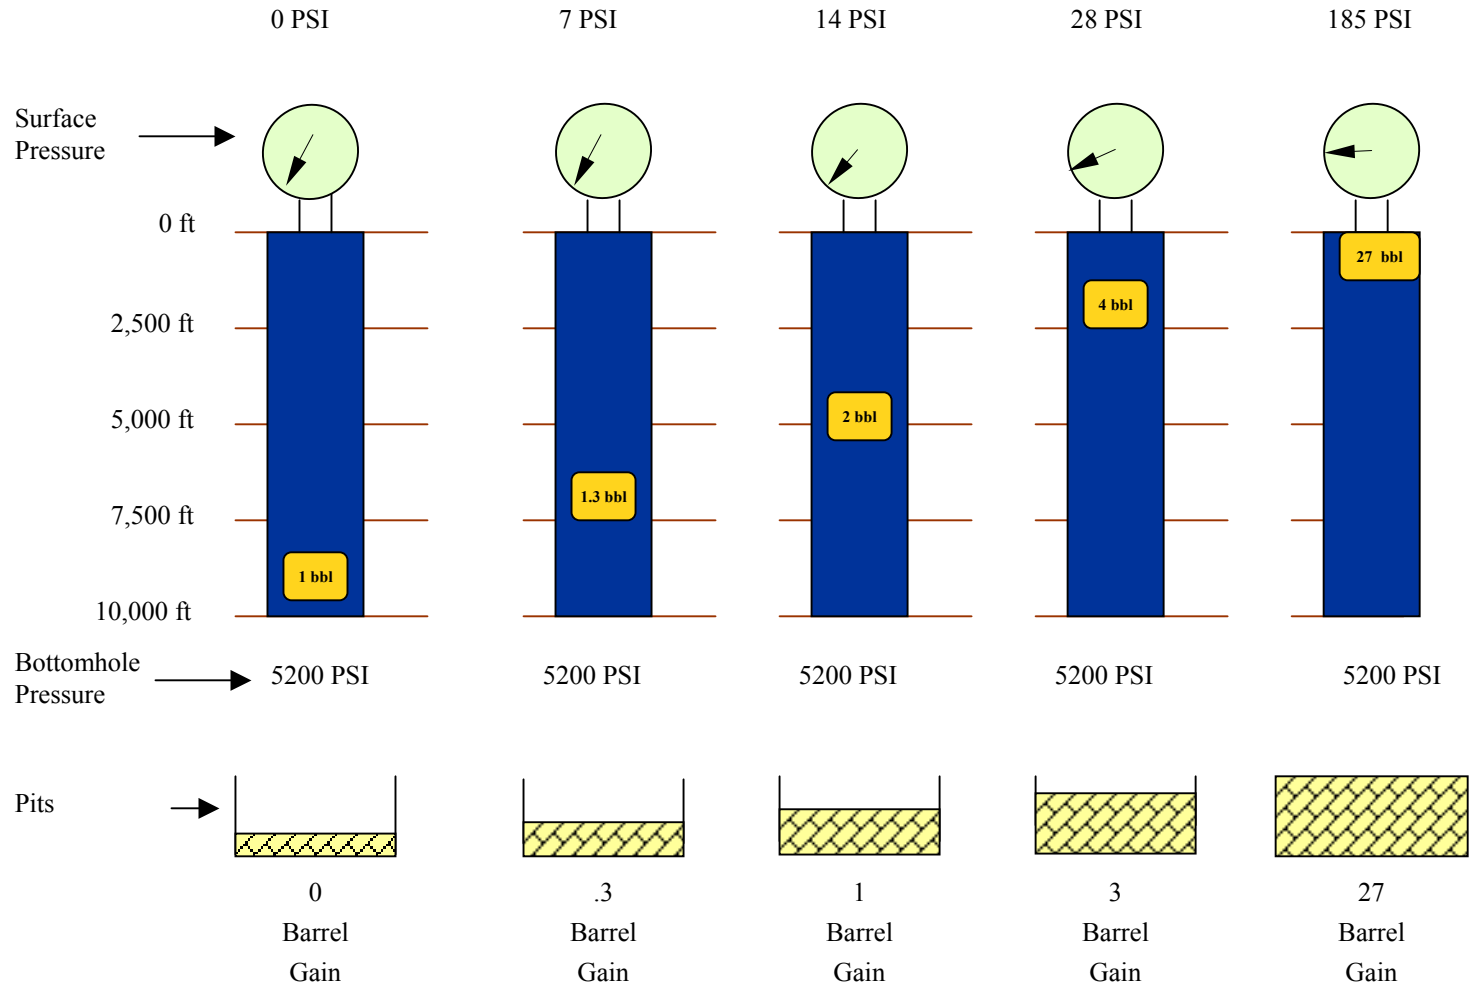 0 PSI 7 PSI 14 PSI 28 PSI 185 PSI
Surface
Pressure
0 ft
27 bbl
4 bbl
2,500 ft
2 bbl
5,000 ft
1.3 bbl
7,500 ft
1 bbl
10,000 ft
Bottomhole
Pressure
5200 PSI 5200 PSI 5200 PSI 5200 PSI 5200 PSI
Pits
0 .3 1 3 27
Barrel Barrel Barrel Barrel Barrel
Gain Gain Gain Gain Gain